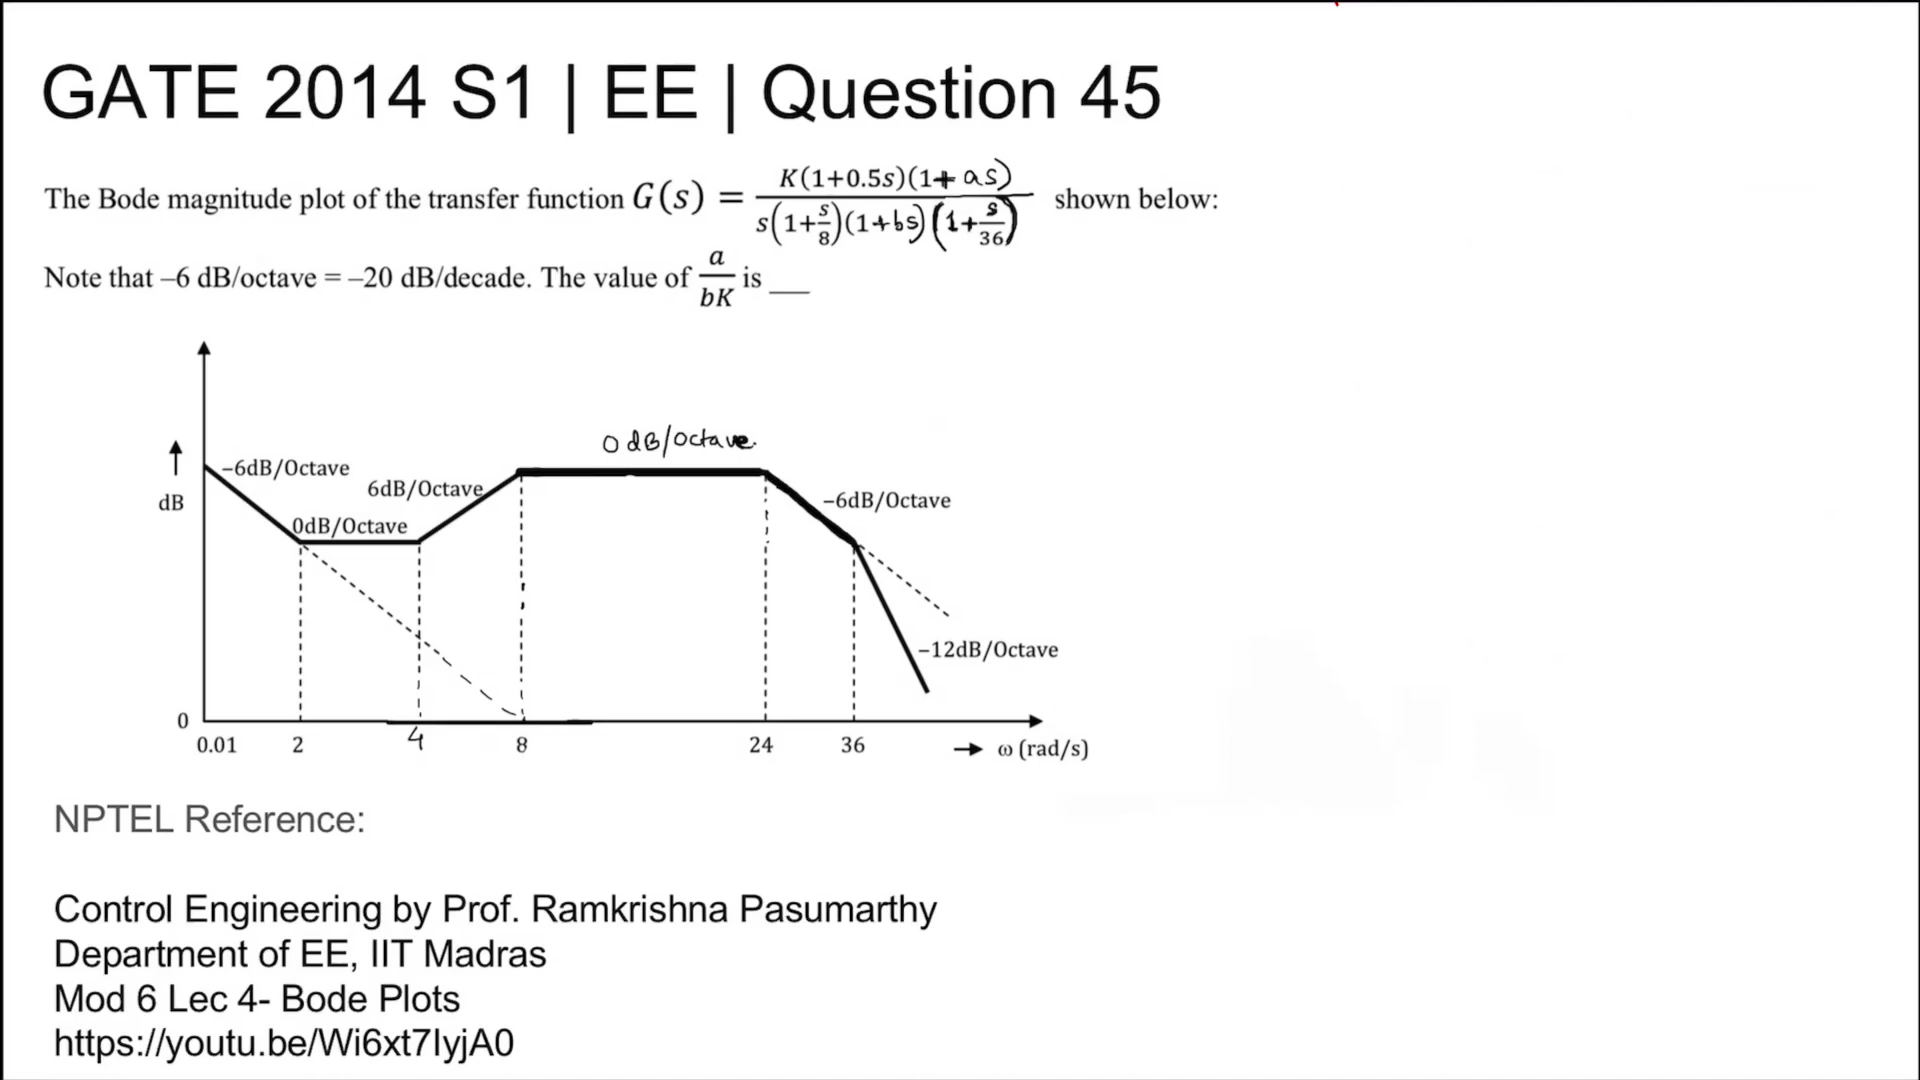 GATE 2014 S1 | EE | Question 45
The Bode magnitude plot of the transfer function G(s) = K(1+0.5s)(1+as) / s(1+s/8)(1+bs)(1+s/36) shown below:
Note that –6 dB/octave = –20 dB/decade. The value of a/bK is ___
0 dB/Octave.
–6dB/Octave
6dB/Octave
–6dB/Octave
dB
0dB/Octave
–12dB/Octave
0
0.01 2 4 8 24 36 ω (rad/s)
NPTEL Reference:
Control Engineering by Prof. Ramkrishna Pasumarthy
Department of EE, IIT Madras
Mod 6 Lec 4- Bode Plots
https://youtu.be/Wi6xt7IyjA0